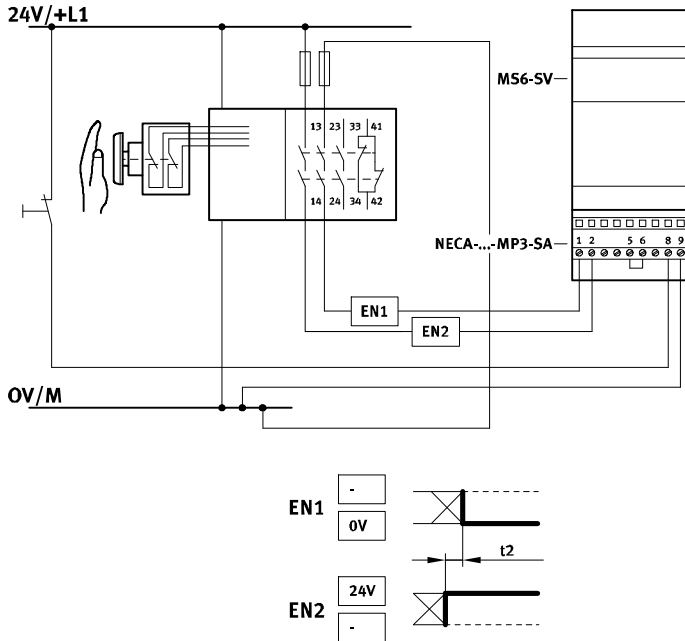 24V/+L1
MS6-SV
13 23 33 41
14 24 34 42
NECA-...-MP3-SA
1 2 5 6 8 9
EN1
EN2
0V/M
EN1
-
0V
t2
EN2
24V
-